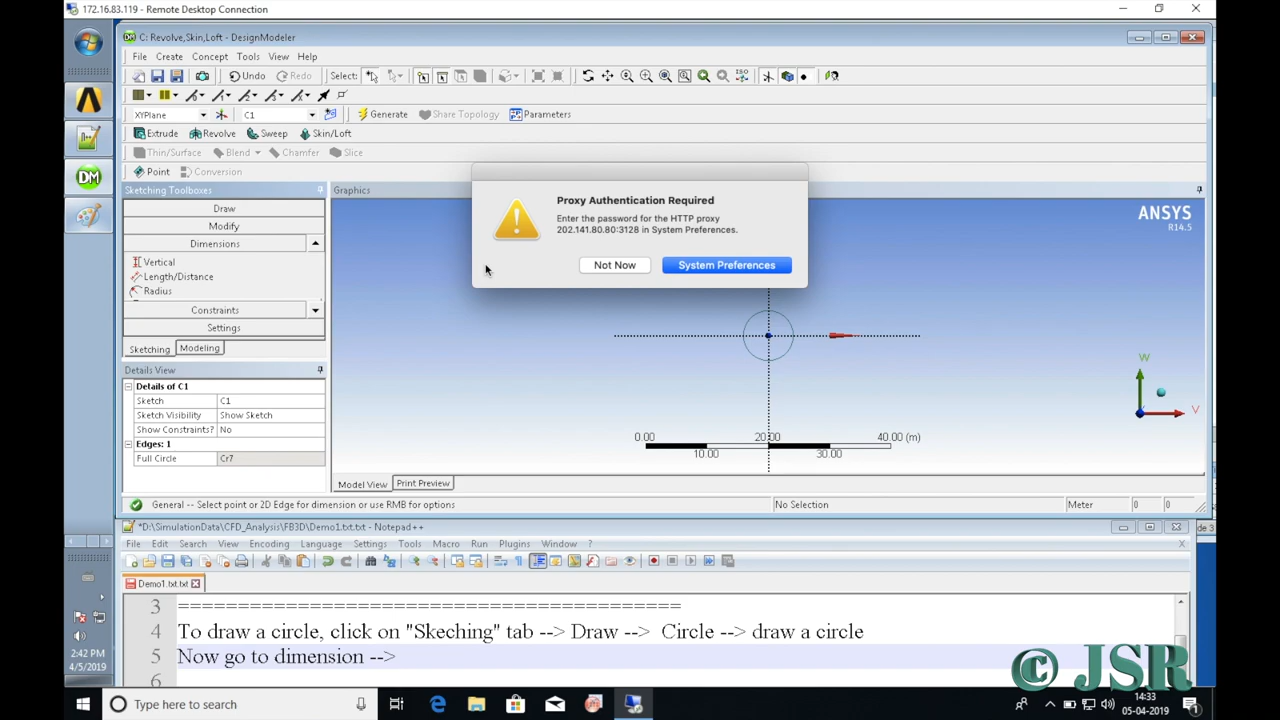 172.16.83.119 - Remote Desktop Connection
C: Revolve,Skin,Loft - DesignModeler
File Create Concept Tools View Help
Undo Redo Select:
XYPlane C1 Generate Share Topology Parameters
Extrude Revolve Sweep Skin/Loft
Thin/Surface Blend Chamfer Slice
Point Conversion
Sketching Toolboxes
Draw
Modify
Dimensions
Vertical
Length/Distance
Radius
Constraints
Settings
Sketching Modeling
Details View
Details of C1
Sketch C1
Sketch Visibility Show Sketch
Show Constraints? No
Edges: 1
Full Circle Cr7
Graphics
ANSYS
R14.5
Proxy Authentication Required
Enter the password for the HTTP proxy
202.141.80.80:3128 in System Preferences.
Not Now System Preferences
W
V
0.00 20.00 40.00 (m)
10.00 30.00
Model View Print Preview
General -- Select point or 2D Edge for dimension or use RMB for options No Selection Meter 0 0
*D:\SimulationData\CFD_Analysis\FB3D\Demo1.txt.txt - Notepad++
File Edit Search View Encoding Language Settings Tools Macro Run Plugins Window ? X
Demo1.txt.txt
3 ==========================================
4 To draw a circle, click on "Skeching" tab --> Draw --> Circle --> draw a circle
5 Now go to dimension -->
6
DM
2:42 PM
4/5/2019
© JSR
Type here to search
14:33
05-04-2019